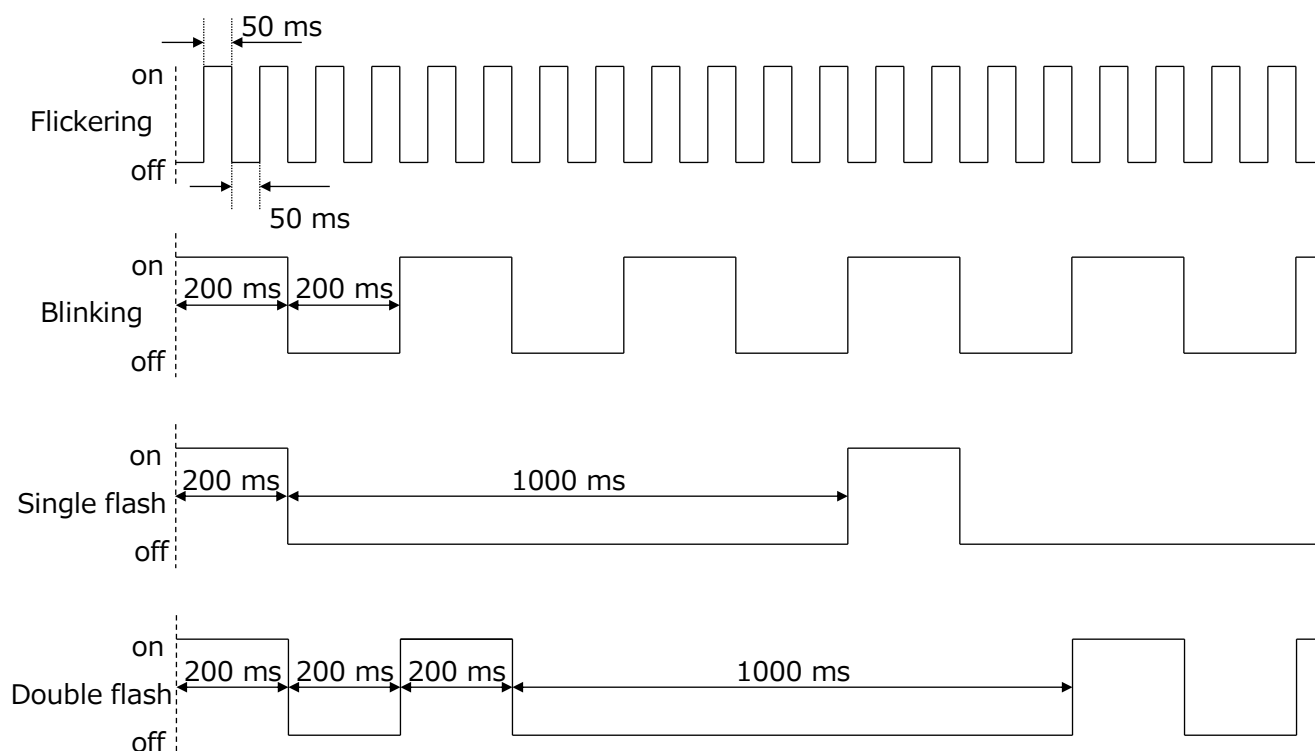 50 ms
on
Flickering
off
50 ms
on
200 ms 200 ms
Blinking
off
on
200 ms 1000 ms
Single flash
off
on
200 ms 200 ms 200 ms 1000 ms
Double flash
off